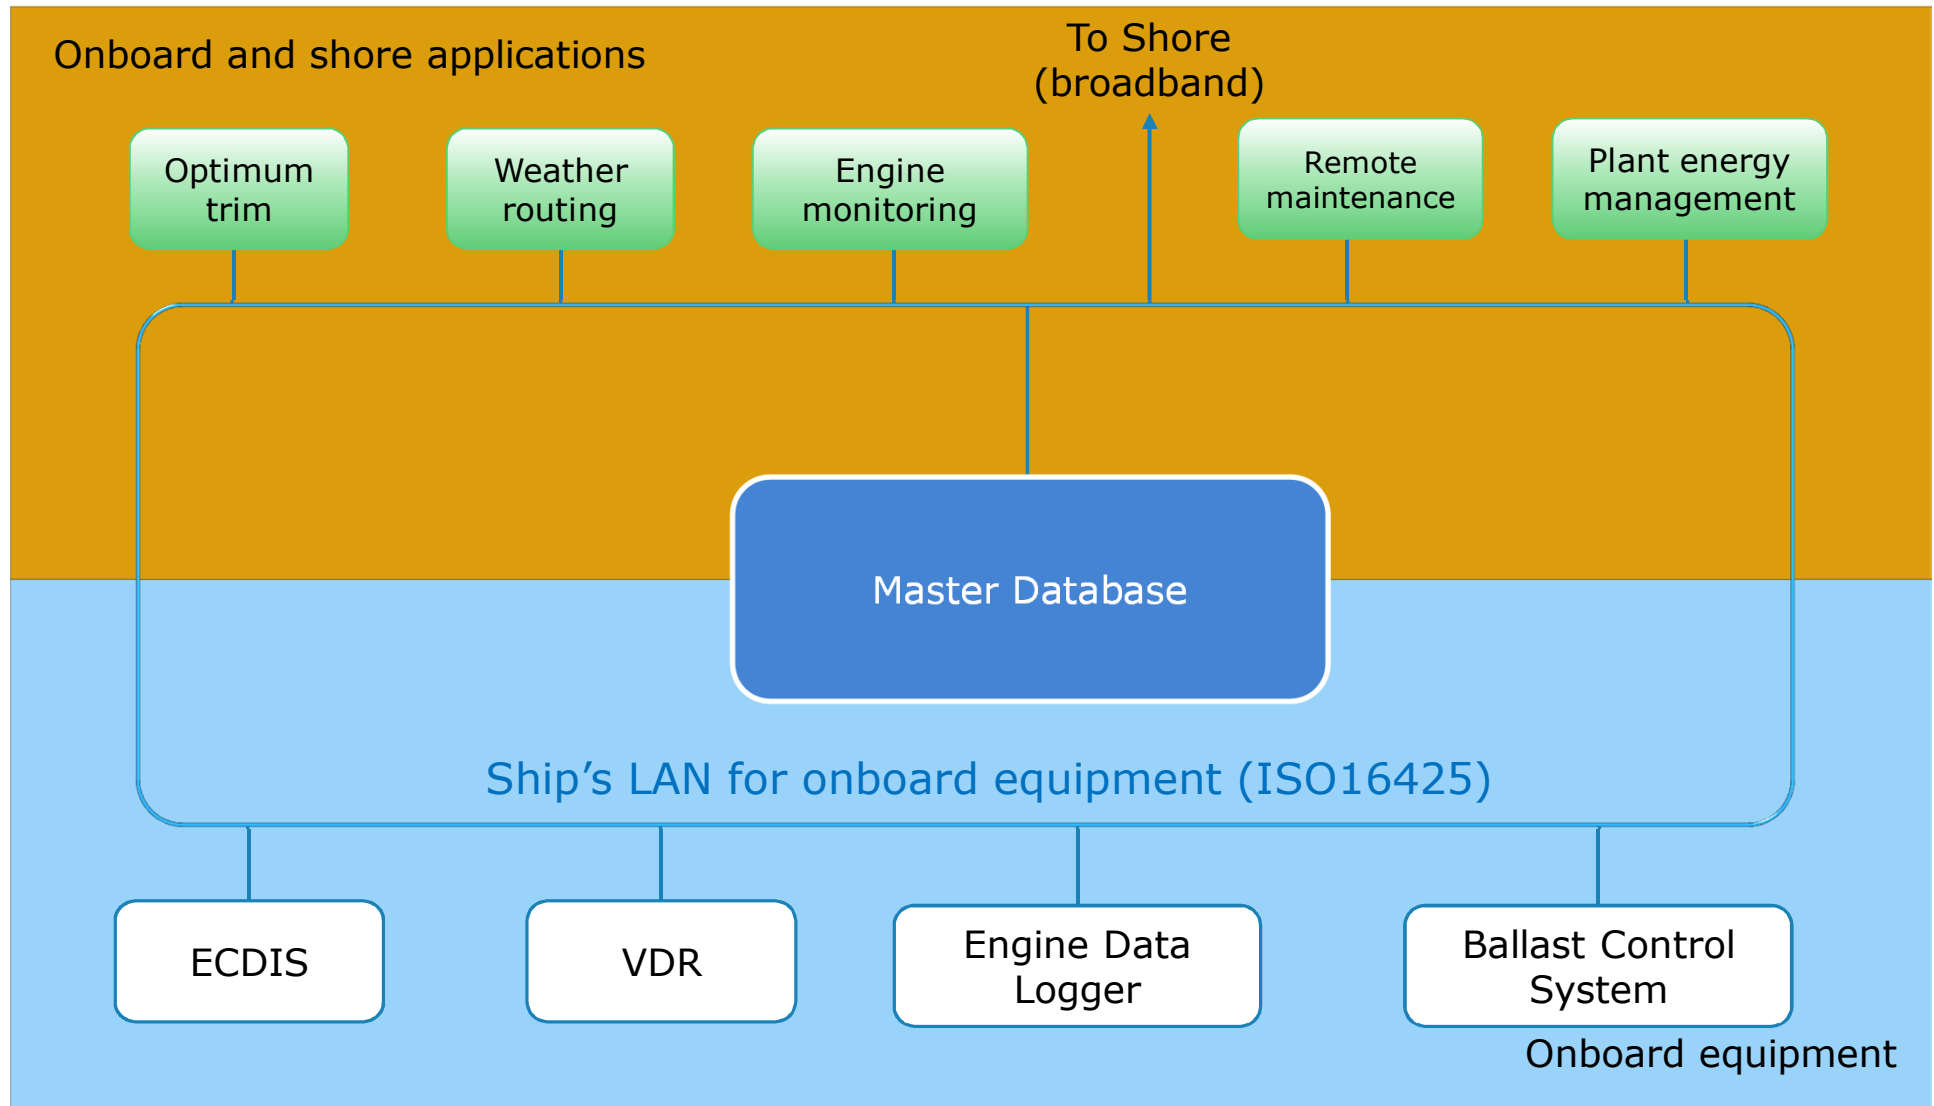 Onboard and shore applications
To Shore
(broadband)
Optimum
trim
Weather
routing
Engine
monitoring
Remote
maintenance
Plant energy
management
Master Database
Ship’s LAN for onboard equipment (ISO16425)
ECDIS
VDR
Engine Data
Logger
Ballast Control
System
Onboard equipment